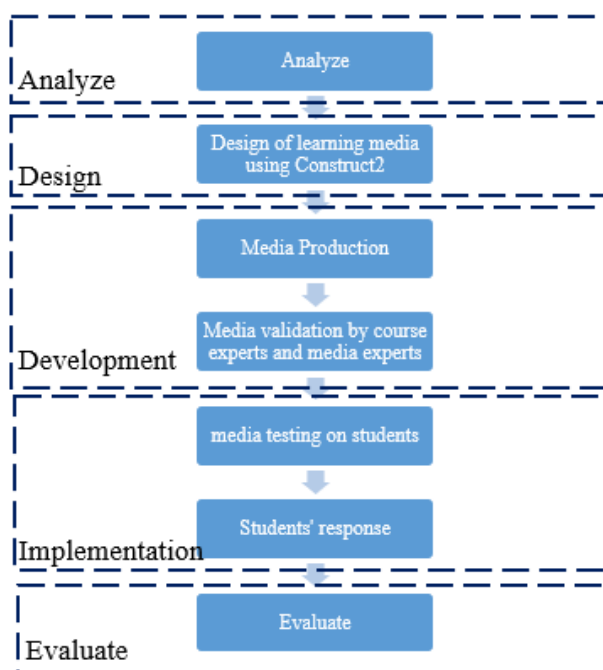 Analyze
Analyze
Design of learning media
using Construct2
Design
Media Production
Media validation by course
experts and media experts
Development
media testing on students
Students' response
Implementation
Evaluate
Evaluate